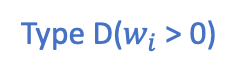 Type D(wᵢ > 0)